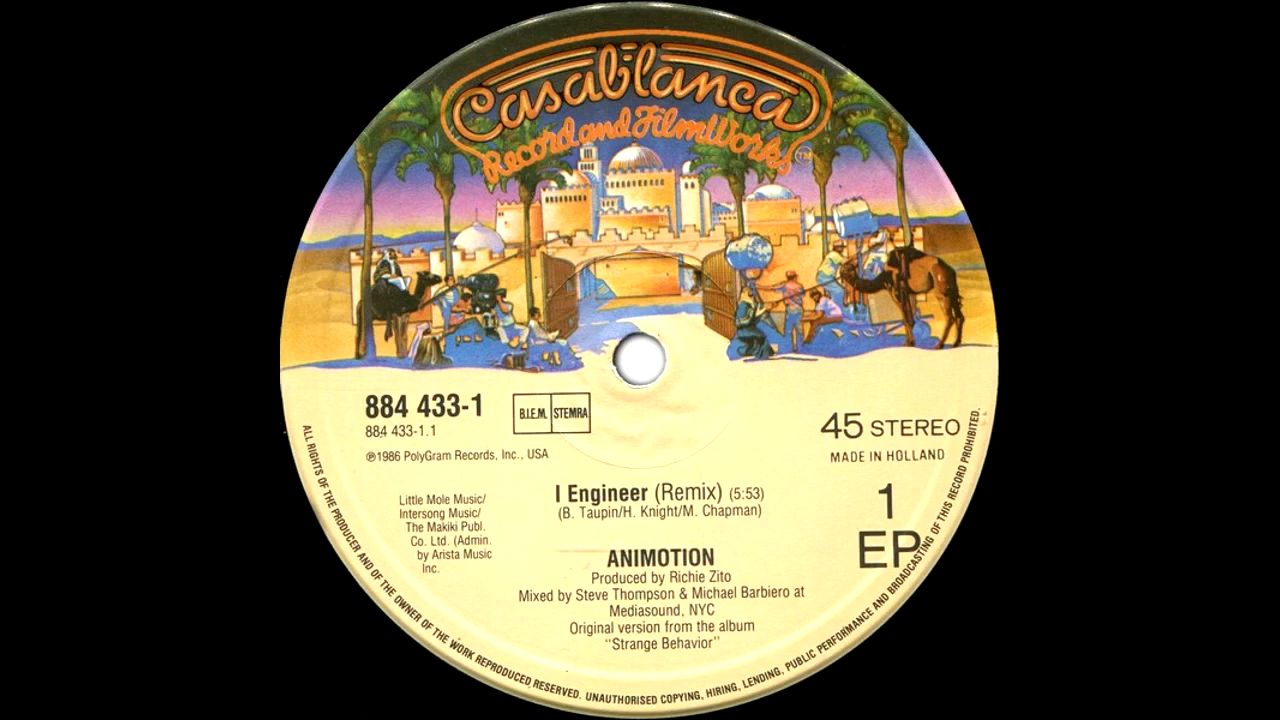 Casablanca
Record and FilmWorks TM
884 433-1
884 433-1.1
B.I.E.M. STEMRA
℗1986 PolyGram Records, Inc., USA
45 STEREO
MADE IN HOLLAND
1
EP
Little Mole Music/
Intersong Music/
The Makiki Publ.
Co. Ltd. (Admin.
by Arista Music
Inc.
I Engineer (Remix) (5:53)
(B. Taupin/H. Knight/M. Chapman)
ANIMOTION
Produced by Richie Zito
Mixed by Steve Thompson & Michael Barbiero at
Mediasound, NYC
Original version from the album
“Strange Behavior”
ALL RIGHTS OF THE PRODUCER AND OF THE OWNER OF THE WORK REPRODUCED RESERVED. UNAUTHORISED COPYING, HIRING, LENDING, PUBLIC PERFORMANCE AND BROADCASTING OF THIS RECORD PROHIBITED.